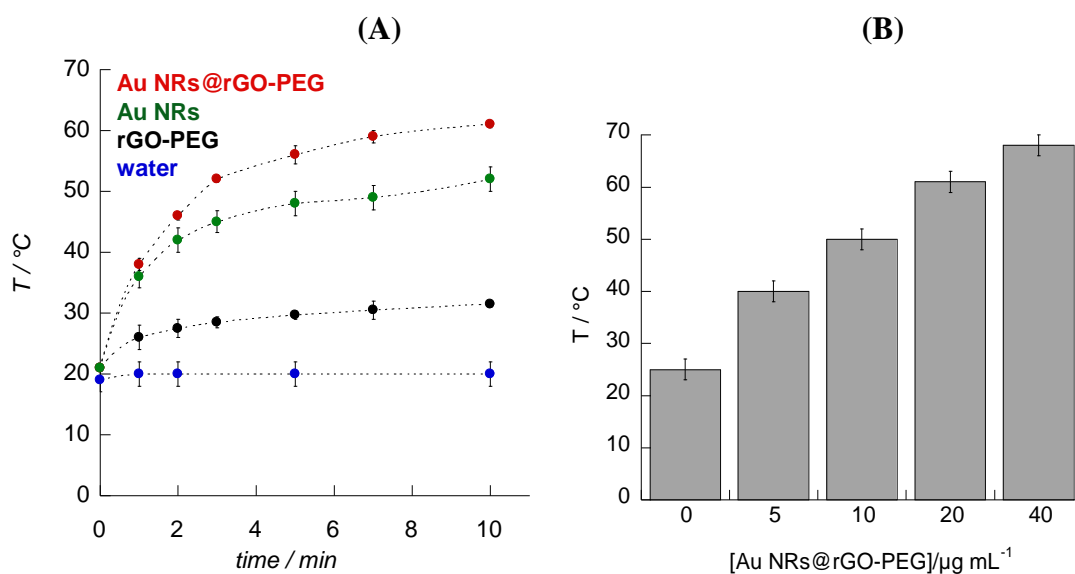 (A)
(B)
Au NRs@rGO-PEG
Au NRs
rGO-PEG
water
T / °C
70
60
50
40
30
20
10
0
0 2 4 6 8 10
time / min
T / °C
70
60
50
40
30
20
10
0
0 5 10 20 40
[Au NRs@rGO-PEG]/µg mL⁻¹